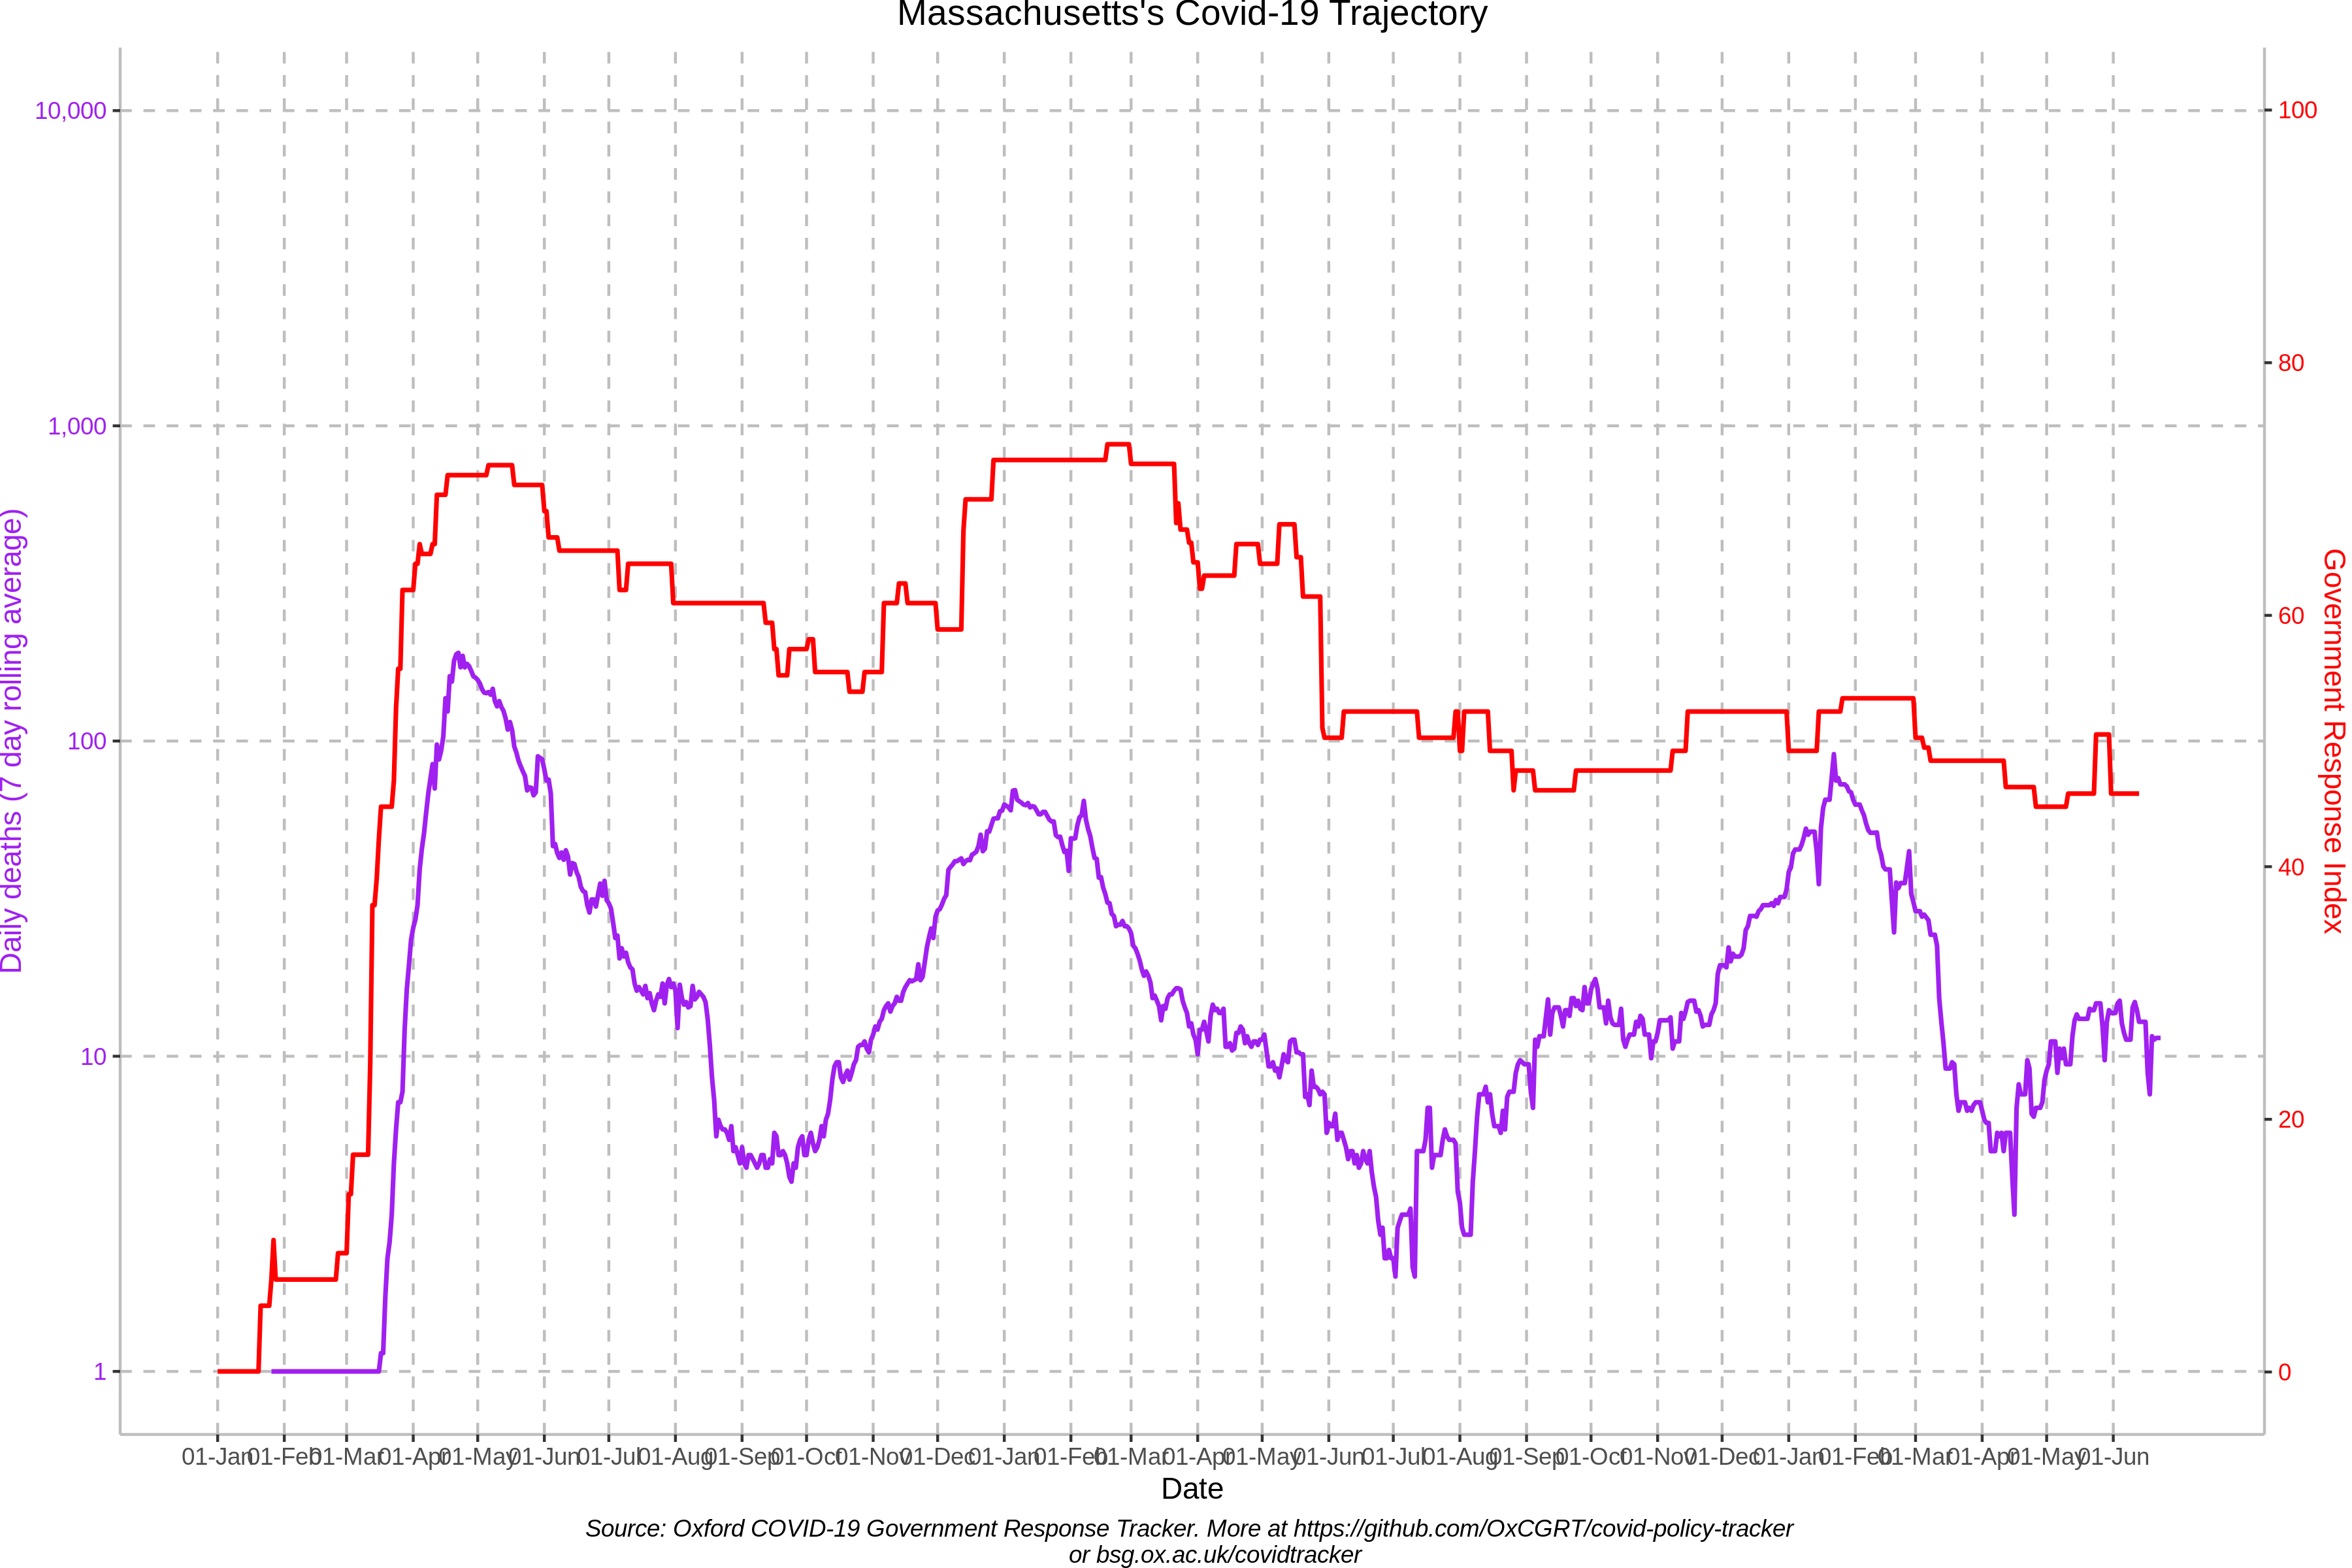 Massachusetts's Covid-19 Trajectory
10,000
1,000
100
10
1
Daily deaths (7 day rolling average)
100
80
60
40
20
0
Government Response Index
01-Jan 01-Feb 01-Mar 01-Apr 01-May 01-Jun 01-Jul 01-Aug 01-Sep 01-Oct 01-Nov 01-Dec 01-Jan 01-Feb 01-Mar 01-Apr 01-May 01-Jun 01-Jul 01-Aug 01-Sep 01-Oct 01-Nov 01-Dec 01-Jan 01-Feb 01-Mar 01-Apr 01-May 01-Jun
Date
Source: Oxford COVID-19 Government Response Tracker. More at https://github.com/OxCGRT/covid-policy-tracker
or bsg.ox.ac.uk/covidtracker